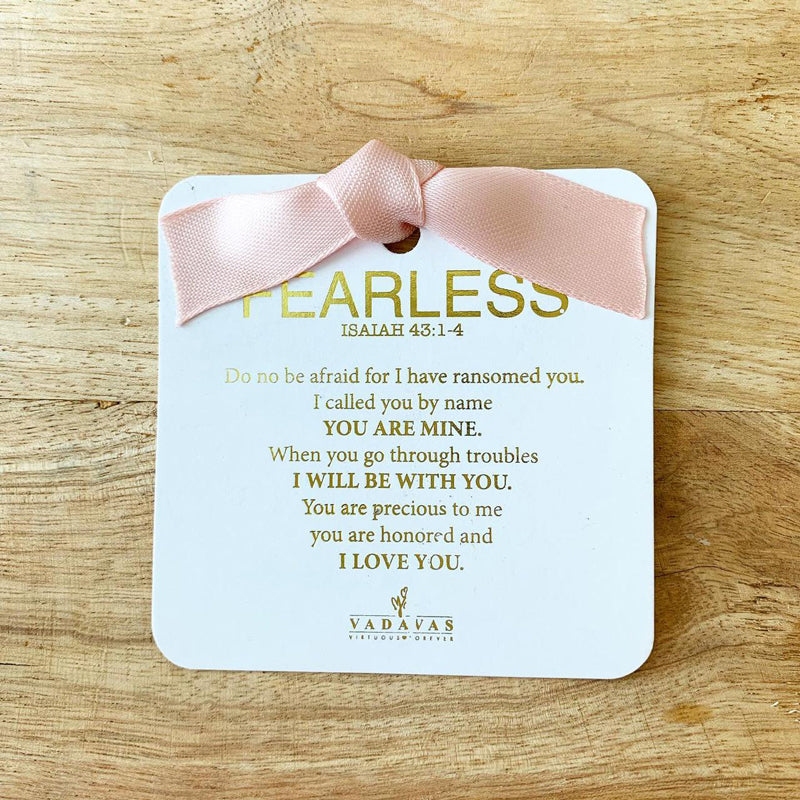 FEARLESS
ISAIAH 43:1-4
Do no be afraid for I have ransomed you.
I called you by name
YOU ARE MINE.
When you go through troubles
I WILL BE WITH YOU.
You are precious to me
you are honored and
I LOVE YOU.
VADAVAS
VIRTUOUS FOREVER